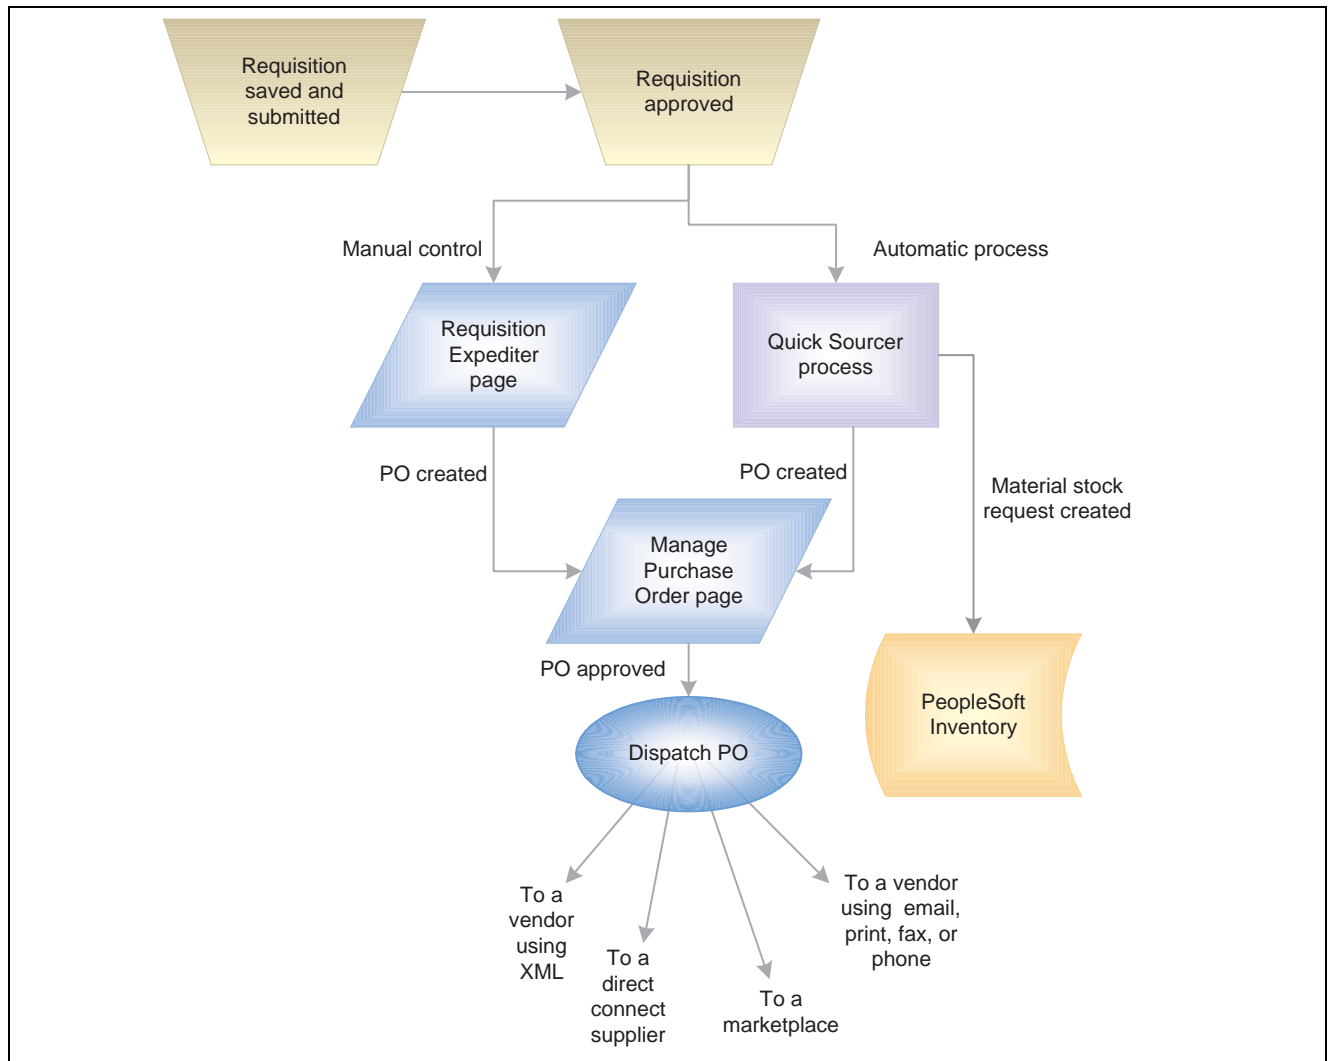 Requisition
saved and
submitted
Requisition
approved
Manual control
Automatic process
Requisition
Expediter
page
Quick Sourcer
process
PO created
PO created
Material stock
request created
Manage
Purchase
Order page
PO approved
PeopleSoft
Inventory
Dispatch PO
To a
vendor
using
XML
To a
direct
connect
supplier
To a
marketplace
To a vendor
using email,
print, fax, or
phone